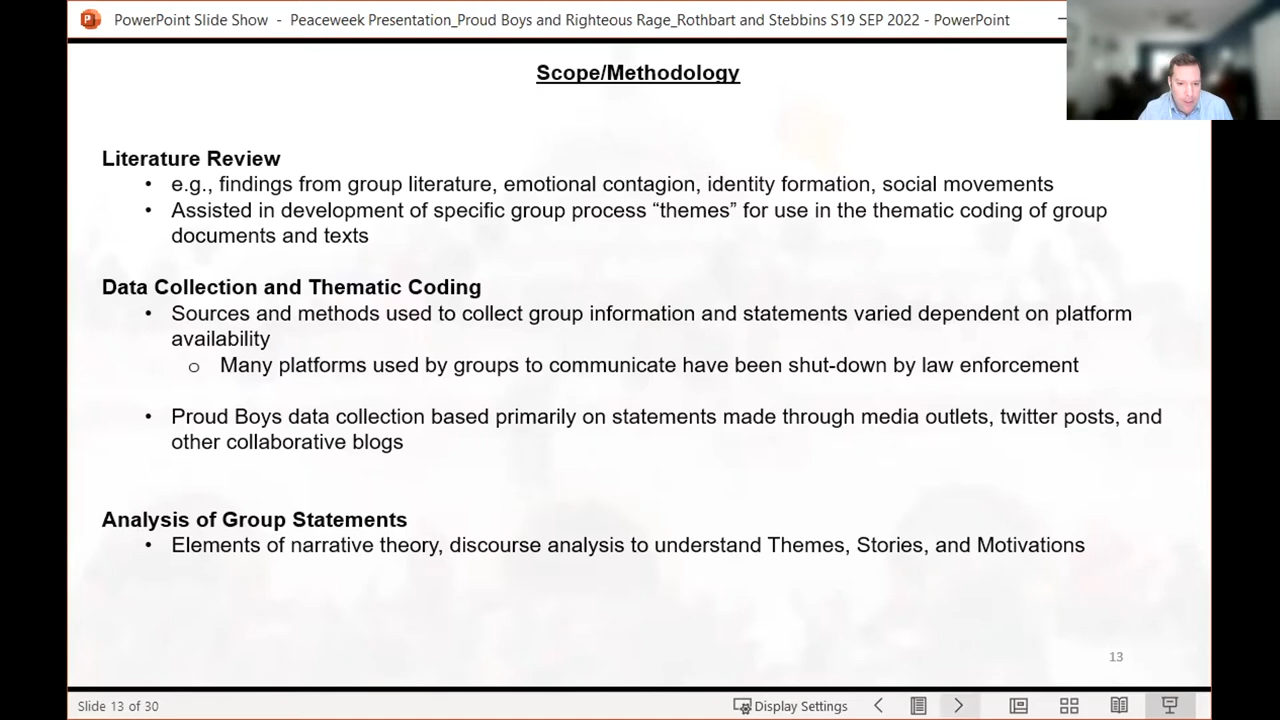 PowerPoint Slide Show - Peaceweek Presentation_Proud Boys and Righteous Rage_Rothbart and Stebbins S19 SEP 2022 - PowerPoint
Scope/Methodology
Literature Review
• e.g., findings from group literature, emotional contagion, identity formation, social movements
• Assisted in development of specific group process “themes” for use in the thematic coding of group
documents and texts
Data Collection and Thematic Coding
• Sources and methods used to collect group information and statements varied dependent on platform
availability
o Many platforms used by groups to communicate have been shut-down by law enforcement
• Proud Boys data collection based primarily on statements made through media outlets, twitter posts, and
other collaborative blogs
Analysis of Group Statements
• Elements of narrative theory, discourse analysis to understand Themes, Stories, and Motivations
13
Slide 13 of 30
Display Settings